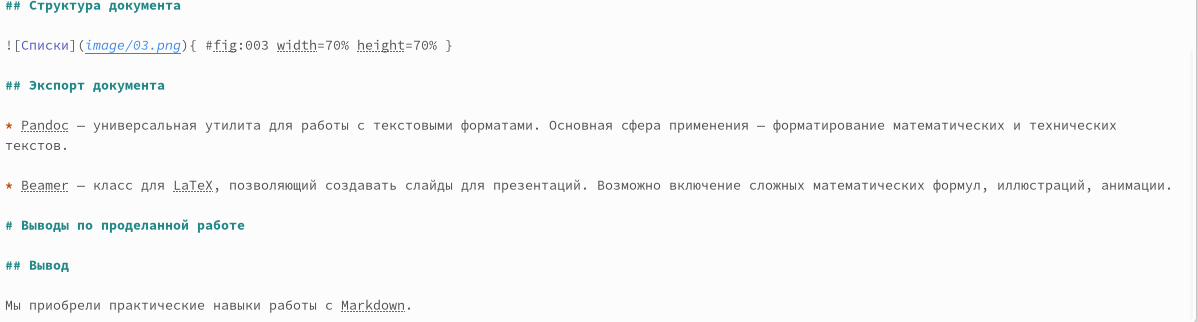 ## Структура документа
![Списки](image/03.png){ #fig:003 width=70% height=70% }
## Экспорт документа
* Pandoc — универсальная утилита для работы с текстовыми форматами. Основная сфера применения — форматирование математических и технических
текстов.
* Beamer — класс для LaTeX, позволяющий создавать слайды для презентаций. Возможно включение сложных математических формул, иллюстраций, анимации.
# Выводы по проделанной работе
## Вывод
Мы приобрели практические навыки работы с Markdown.